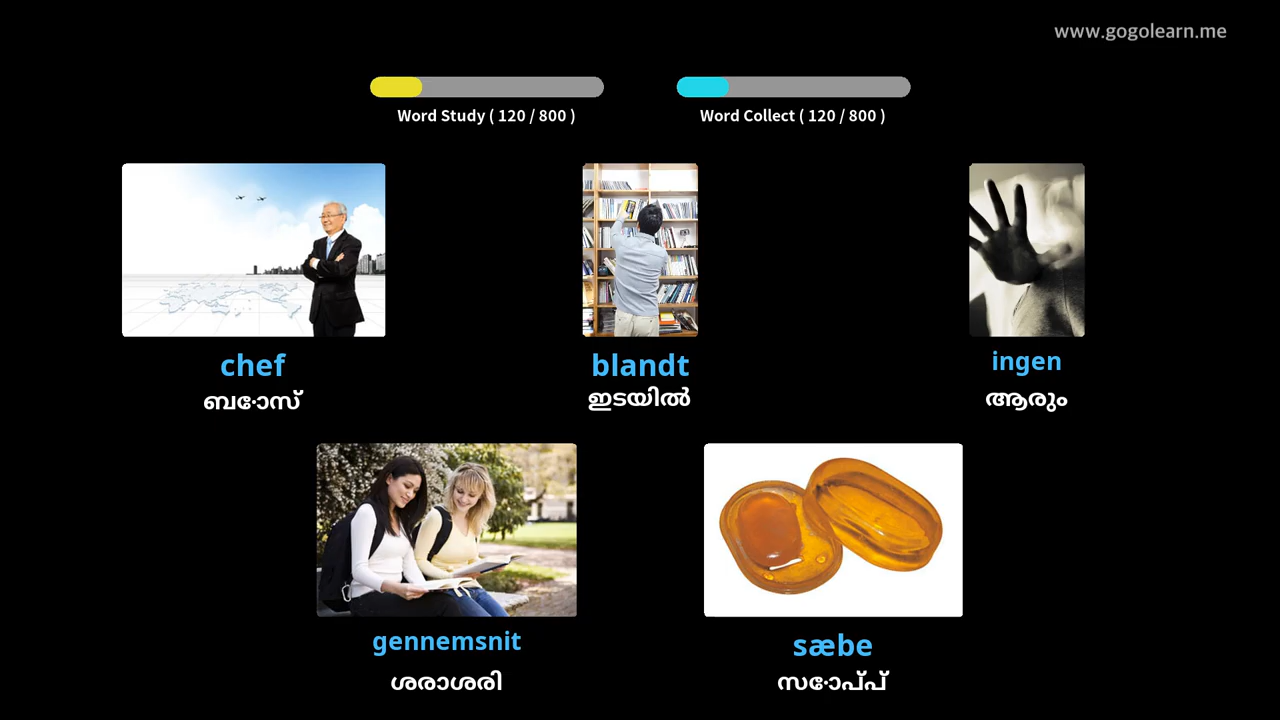 www.gogolearn.me
Word Study ( 120 / 800 )
Word Collect ( 120 / 800 )
chef
ബോസ്
blandt
ഇടയിൽ
ingen
ആരും
gennemsnit
ശരാശരി
sæbe
സോപ്പ്